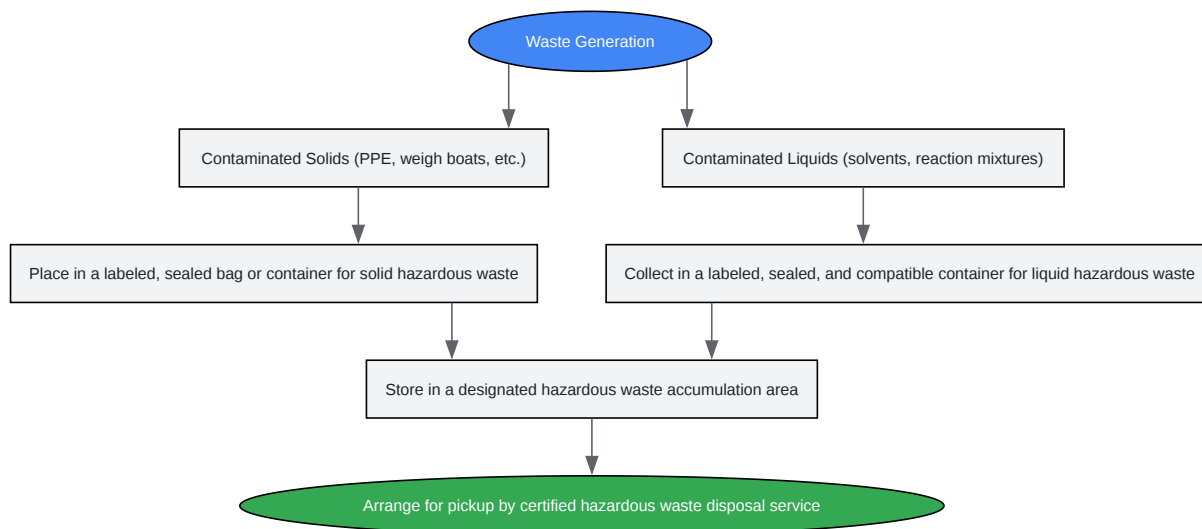 Waste Generation
Contaminated Solids (PPE, weigh boats, etc.)
Contaminated Liquids (solvents, reaction mixtures)
Place in a labeled, sealed bag or container for solid hazardous waste
Collect in a labeled, sealed, and compatible container for liquid hazardous waste
Store in a designated hazardous waste accumulation area
Arrange for pickup by certified hazardous waste disposal service